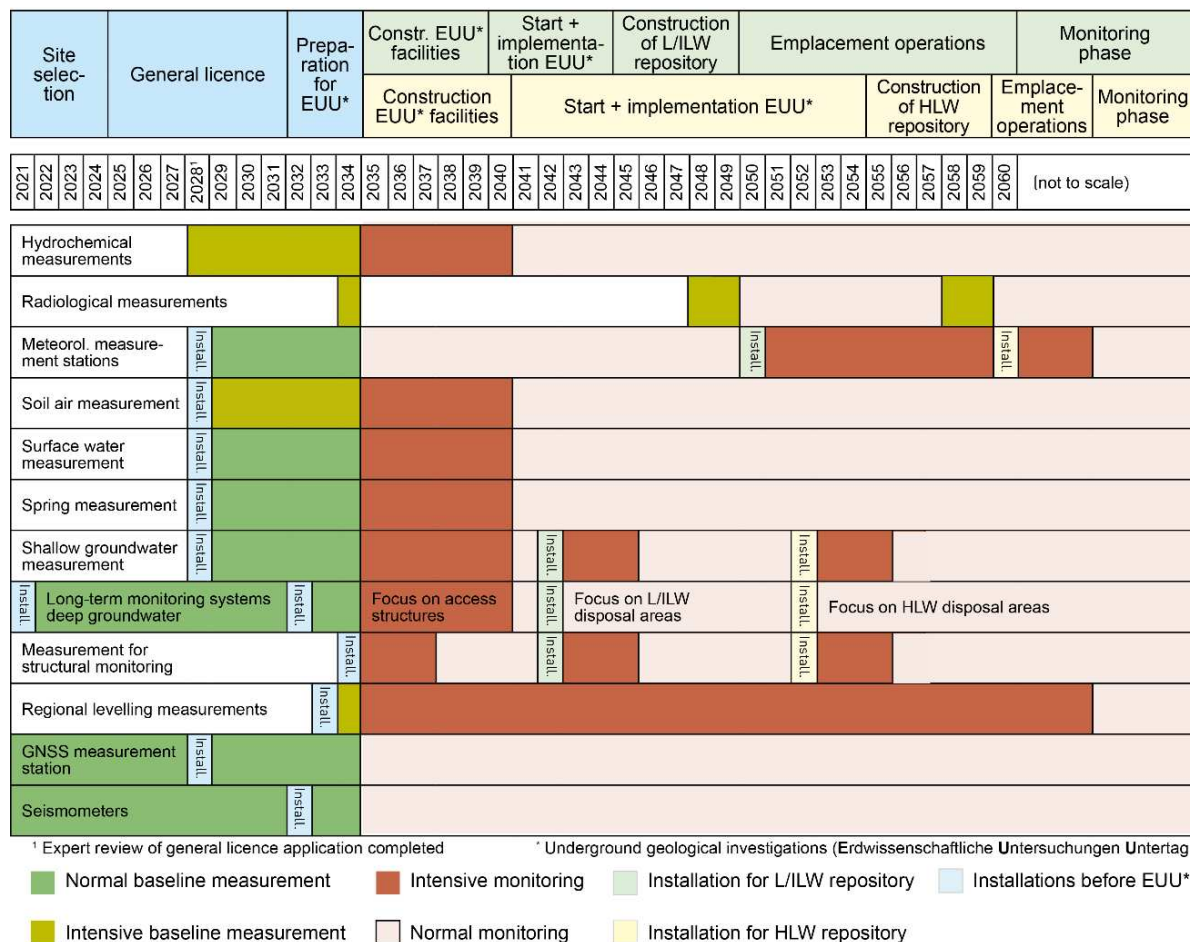 Site
selec-
tion
General licence
Prepa-
ration
for
EUU*
Constr. EUU*
facilities
Start +
implementa-
tion EUU*
Construction
of L/ILW
repository
Emplacement operations
Monitoring
phase
Construction
EUU* facilities
Start + implementation EUU*
Construction
of HLW
repository
Emplace-
ment
operations
Monitoring
phase
2021
2022
2023
2024
2025
2026
2027
2028¹
2029
2030
2031
2032
2033
2034
2035
2036
2037
2038
2039
2040
2041
2042
2043
2044
2045
2046
2047
2048
2049
2050
2051
2052
2053
2054
2055
2056
2057
2058
2059
2060
(not to scale)
Hydrochemical
measurements
Radiological measurements
Meteorol. measure-
ment stations
Install.
Install.
Install.
Soil air measurement
Install.
Surface water
measurement
Install.
Spring measurement
Install.
Shallow groundwater
measurement
Install.
Install.
Install.
Install.
Long-term monitoring systems
deep groundwater
Install.
Focus on access
structures
Install.
Focus on L/ILW
disposal areas
Install.
Focus on HLW disposal areas
Measurement for
structural monitoring
Install.
Install.
Install.
Regional levelling measurements
Install.
GNSS measurement
station
Install.
Seismometers
Install.
¹ Expert review of general licence application completed
* Underground geological investigations (Erdwissenschaftliche Untersuchungen Untertag
Normal baseline measurement
Intensive monitoring
Installation for L/ILW repository
Installations before EUU*
Intensive baseline measurement
Normal monitoring
Installation for HLW repository